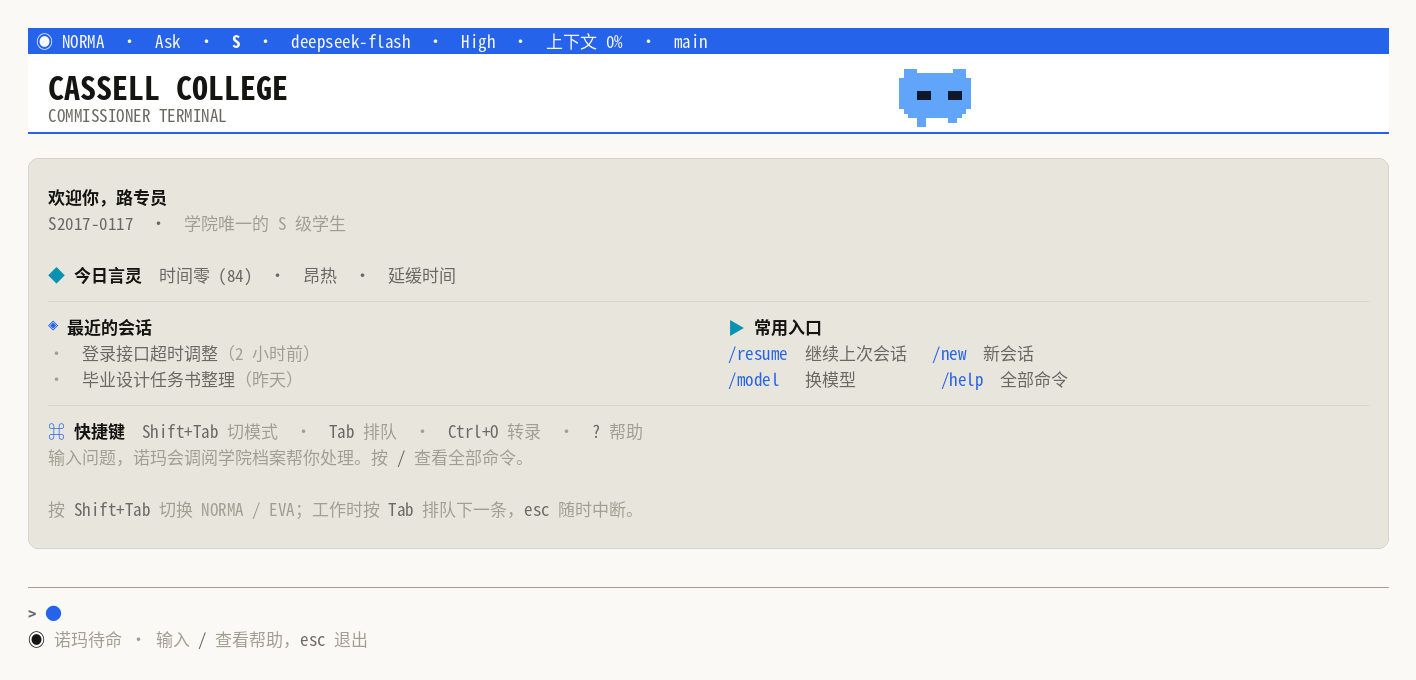 ◉ NORMA · Ask · S · deepseek-flash · High · 上下文 0% · main
CASSELL COLLEGE
COMMISSIONER TERMINAL
欢迎你，路专员
S2017-0117 · 学院唯一的 S 级学生
◆ 今日言灵 时间零 (84) · 昂热 · 延缓时间
◈ 最近的会话
· 登录接口超时调整（2 小时前）
· 毕业设计任务书整理（昨天）
▶ 常用入口
/resume 继续上次会话 /new 新会话
/model 换模型 /help 全部命令
⌘ 快捷键 Shift+Tab 切模式 · Tab 排队 · Ctrl+O 转录 · ? 帮助
输入问题，诺玛会调阅学院档案帮你处理。按 / 查看全部命令。
按 Shift+Tab 切换 NORMA / EVA；工作时按 Tab 排队下一条，esc 随时中断。
>
◉ 诺玛待命 · 输入 / 查看帮助，esc 退出